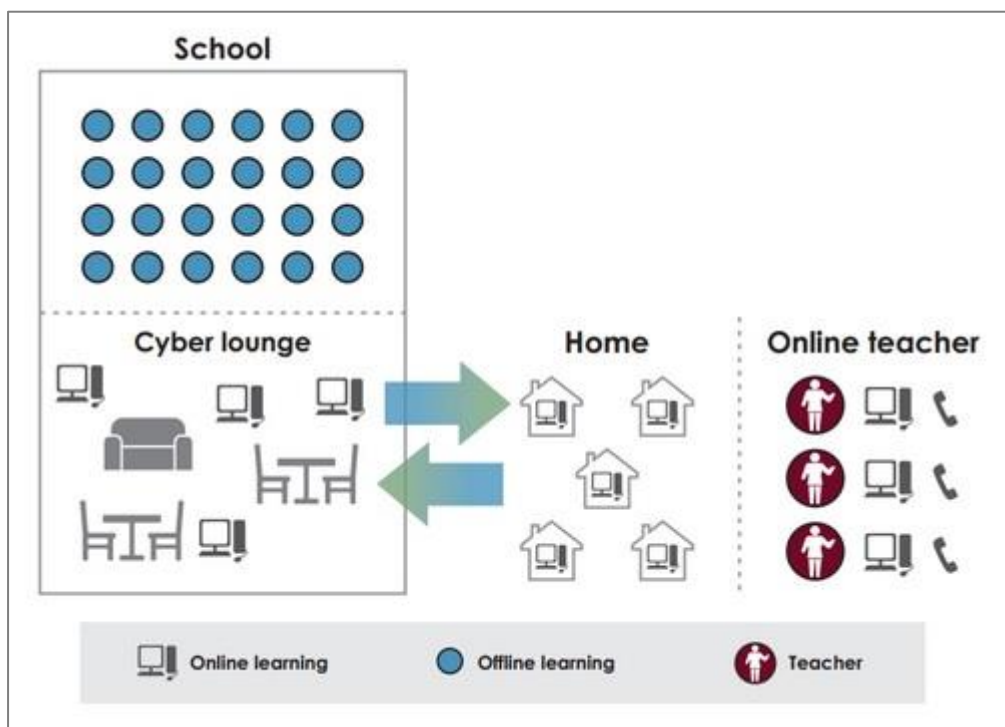 School
Cyber lounge
Home
Online teacher
Online learning
Offline learning
Teacher